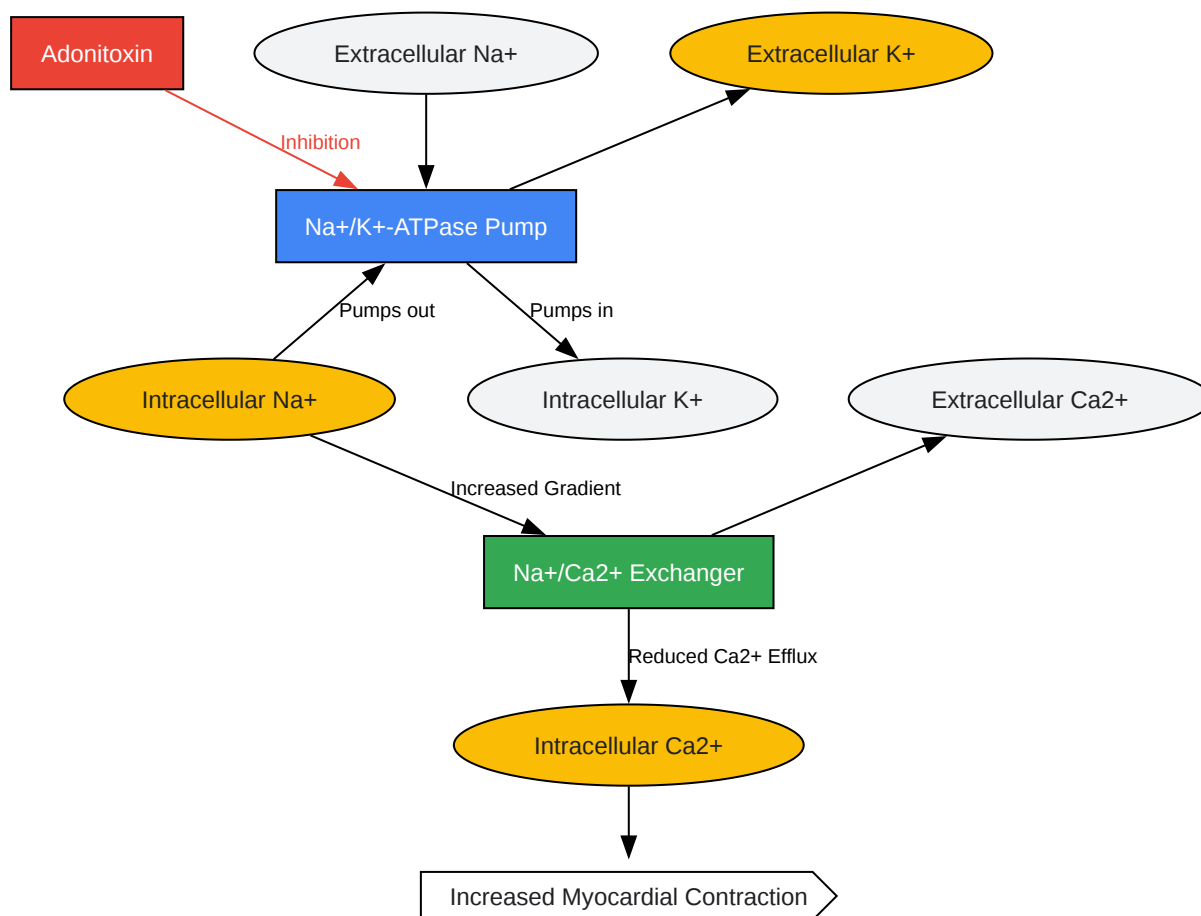 Adonitoxin
Extracellular Na+
Extracellular K+
Inhibition
Na+/K+-ATPase Pump
Pumps out
Pumps in
Intracellular Na+
Intracellular K+
Extracellular Ca2+
Increased Gradient
Na+/Ca2+ Exchanger
Reduced Ca2+ Efflux
Intracellular Ca2+
Increased Myocardial Contraction